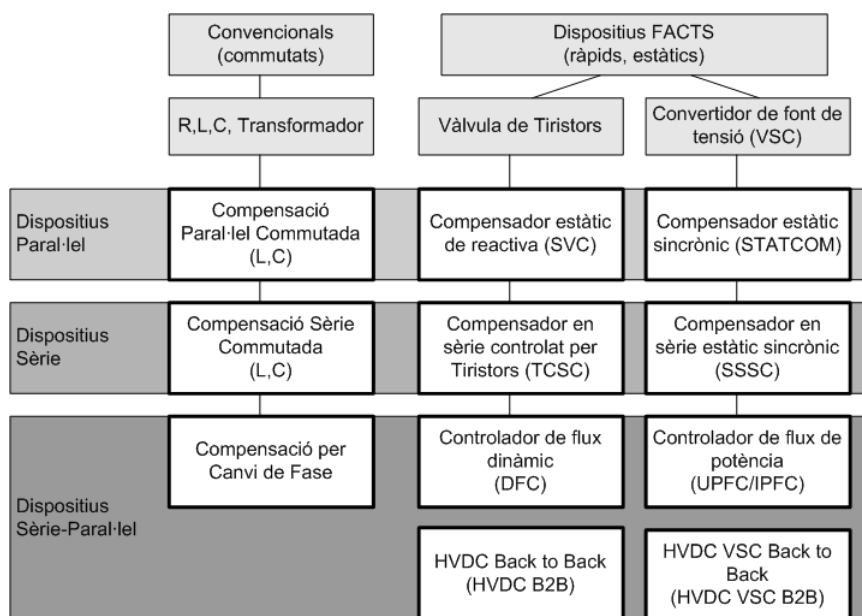 Convencionals
(commutats)
Dispositius FACTS
(ràpids, estàtics)
R,L,C, Transformador
Vàlvula de Tiristors
Convertidor de font de
tensió (VSC)
Dispositius
Paral·lel
Compensació
Paral·lel Commutada
(L,C)
Compensador estàtic
de reactiva (SVC)
Compensador estàtic
sincrònic (STATCOM)
Dispositius
Sèrie
Compensació Sèrie
Commutada
(L,C)
Compensador en
sèrie controlat per
Tiristors (TCSC)
Compensador en
sèrie estàtic sincrònic
(SSSC)
Dispositius
Sèrie-Paral·lel
Compensació per
Canvi de Fase
Controlador de flux
dinàmic
(DFC)
Controlador de flux de
potència
(UPFC/IPFC)
HVDC Back to Back
(HVDC B2B)
HVDC VSC Back to
Back
(HVDC VSC B2B)